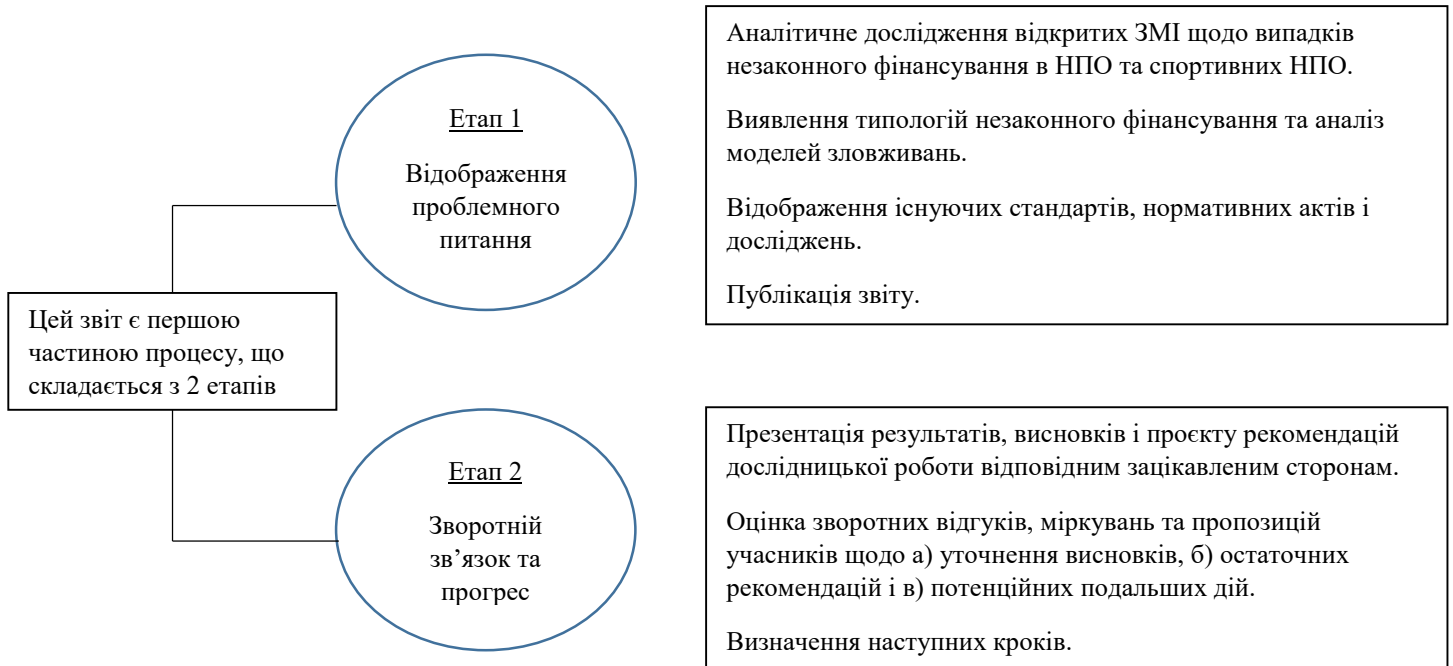 Цей звіт є першою
частиною процесу, що
складається з 2 етапів
Етап 1
Відображення
проблемного
питання
Аналітичне дослідження відкритих ЗМІ щодо випадків
незаконного фінансування в НПО та спортивних НПО.
Виявлення типологій незаконного фінансування та аналіз
моделей зловживань.
Відображення існуючих стандартів, нормативних актів і
досліджень.
Публікація звіту.
Етап 2
Зворотній
зв’язок та
прогрес
Презентація результатів, висновків і проєкту рекомендацій
дослідницької роботи відповідним зацікавленим сторонам.
Оцінка зворотних відгуків, міркувань та пропозицій
учасників щодо а) уточнення висновків, б) остаточних
рекомендацій і в) потенційних подальших дій.
Визначення наступних кроків.